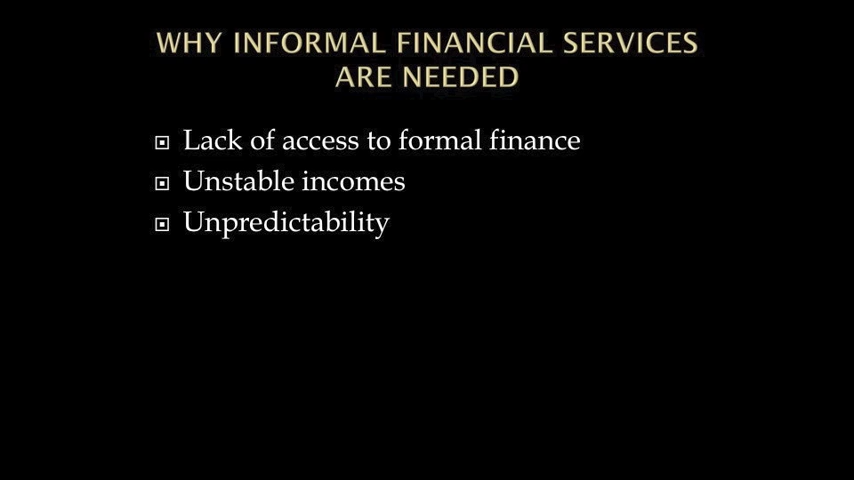 WHY INFORMAL FINANCIAL SERVICES
ARE NEEDED
Lack of access to formal finance
Unstable incomes
Unpredictability